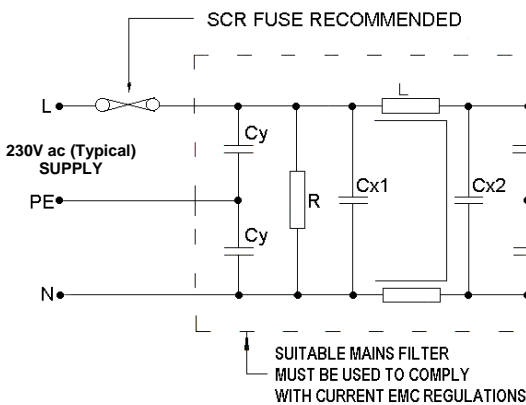 SCR FUSE RECOMMENDED
L
L
Cy
230V ac (Typical)
SUPPLY
Cx1
Cx2
R
PE
Cy
N
SUITABLE MAINS FILTER
MUST BE USED TO COMPLY
WITH CURRENT EMC REGULATIONS